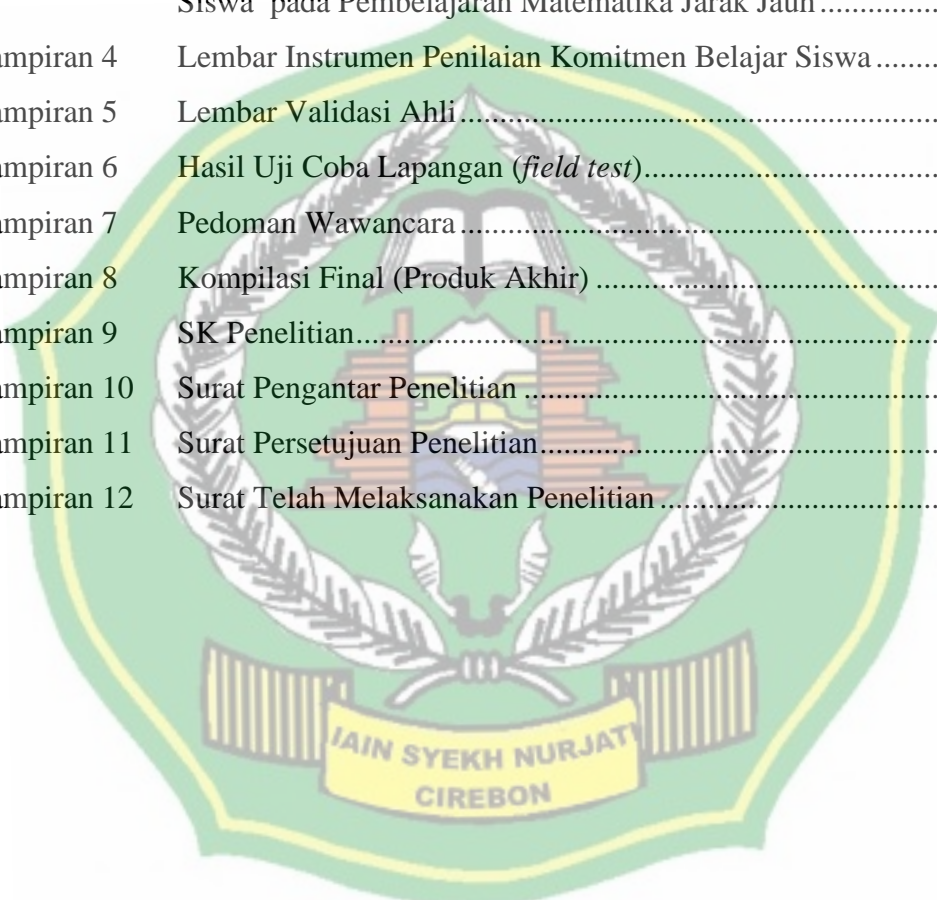 Siswa pada Pembelajaran Matematika Jarak Jauh ..........
ampiran 4 Lembar Instrumen Penilaian Komitmen Belajar Siswa ........
ampiran 5 Lembar Validasi Ahli ..........................................................
ampiran 6 Hasil Uji Coba Lapangan (field test) ....................................
ampiran 7 Pedoman Wawancara ..........................................................
ampiran 8 Kompilasi Final (Produk Akhir) ..........................................
ampiran 9 SK Penelitian ......................................................................
ampiran 10 Surat Pengantar Penelitian ..................................................
ampiran 11 Surat Persetujuan Penelitian ................................................
ampiran 12 Surat Telah Melaksanakan Penelitian ..................................
IAIN SYEKH NURJATI
CIREBON